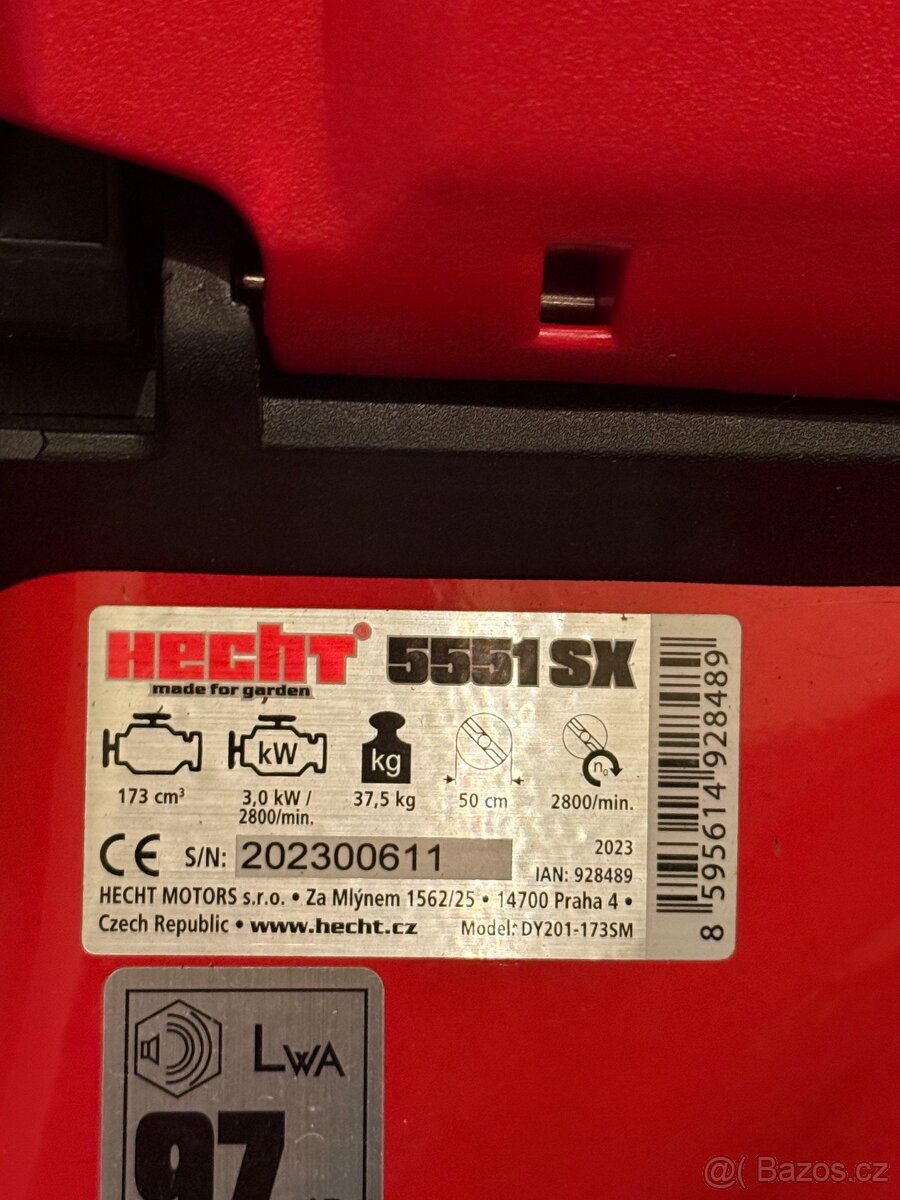 HECHT® 5551 SX
made for garden
kW
kg
n₀
173 cm³
3,0 kW /
2800/min.
37,5 kg
50 cm
2800/min.
CE S/N: 202300611
2023
IAN: 928489
HECHT MOTORS s.r.o. • Za Mlýnem 1562/25 • 14700 Praha 4 •
Czech Republic • www.hecht.cz Model: DY201-173SM
8 595614 928489
LWA
97
@( Bazos.cz